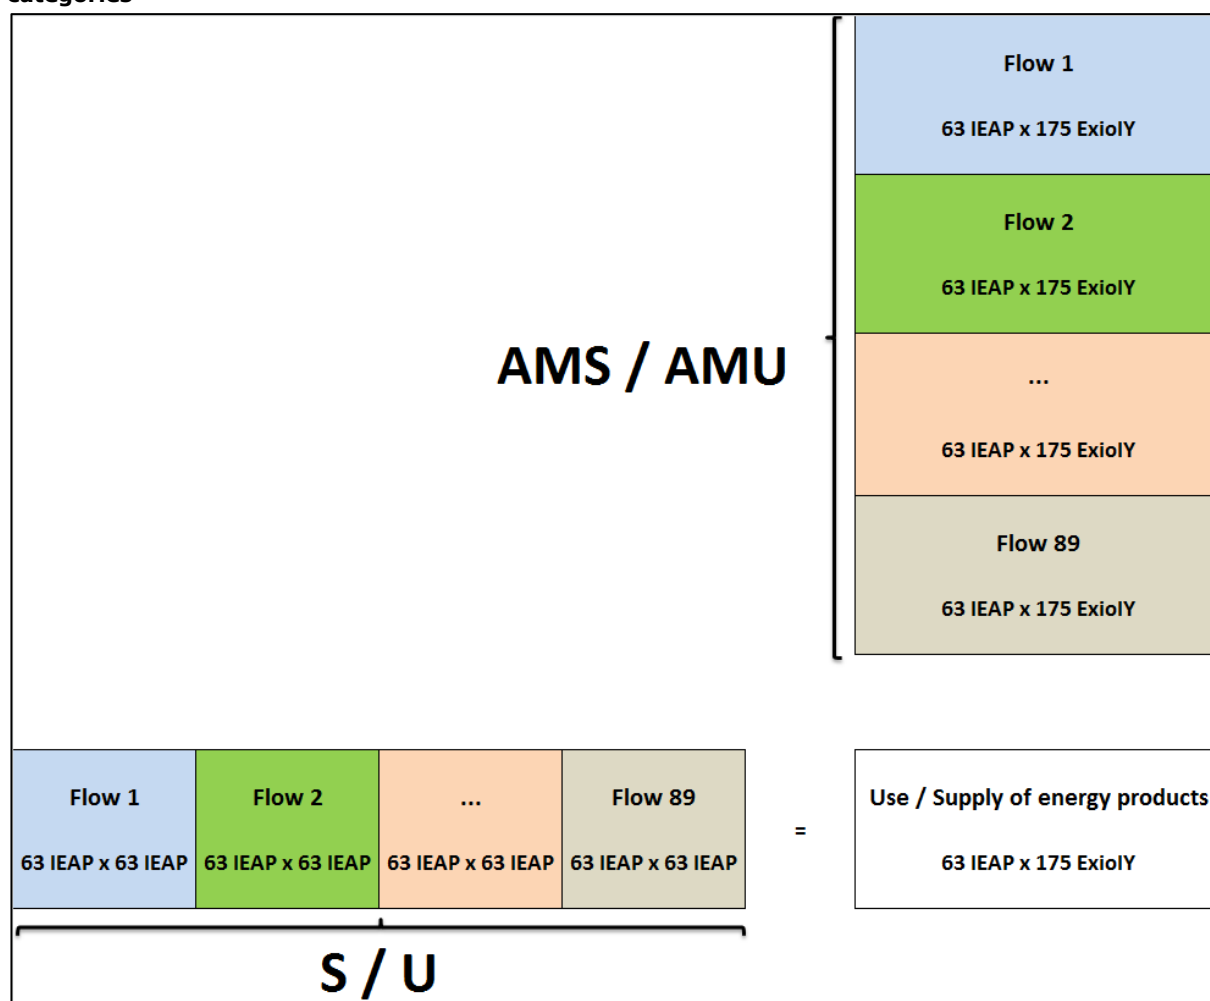 categories
Flow 1
63 IEAP x 175 ExioIY
Flow 2
63 IEAP x 175 ExioIY
AMS / AMU
...
63 IEAP x 175 ExioIY
Flow 89
63 IEAP x 175 ExioIY
Flow 1
63 IEAP x 63 IEAP
Flow 2
63 IEAP x 63 IEAP
...
63 IEAP x 63 IEAP
Flow 89
63 IEAP x 63 IEAP
=
Use / Supply of energy products
63 IEAP x 175 ExioIY
S / U